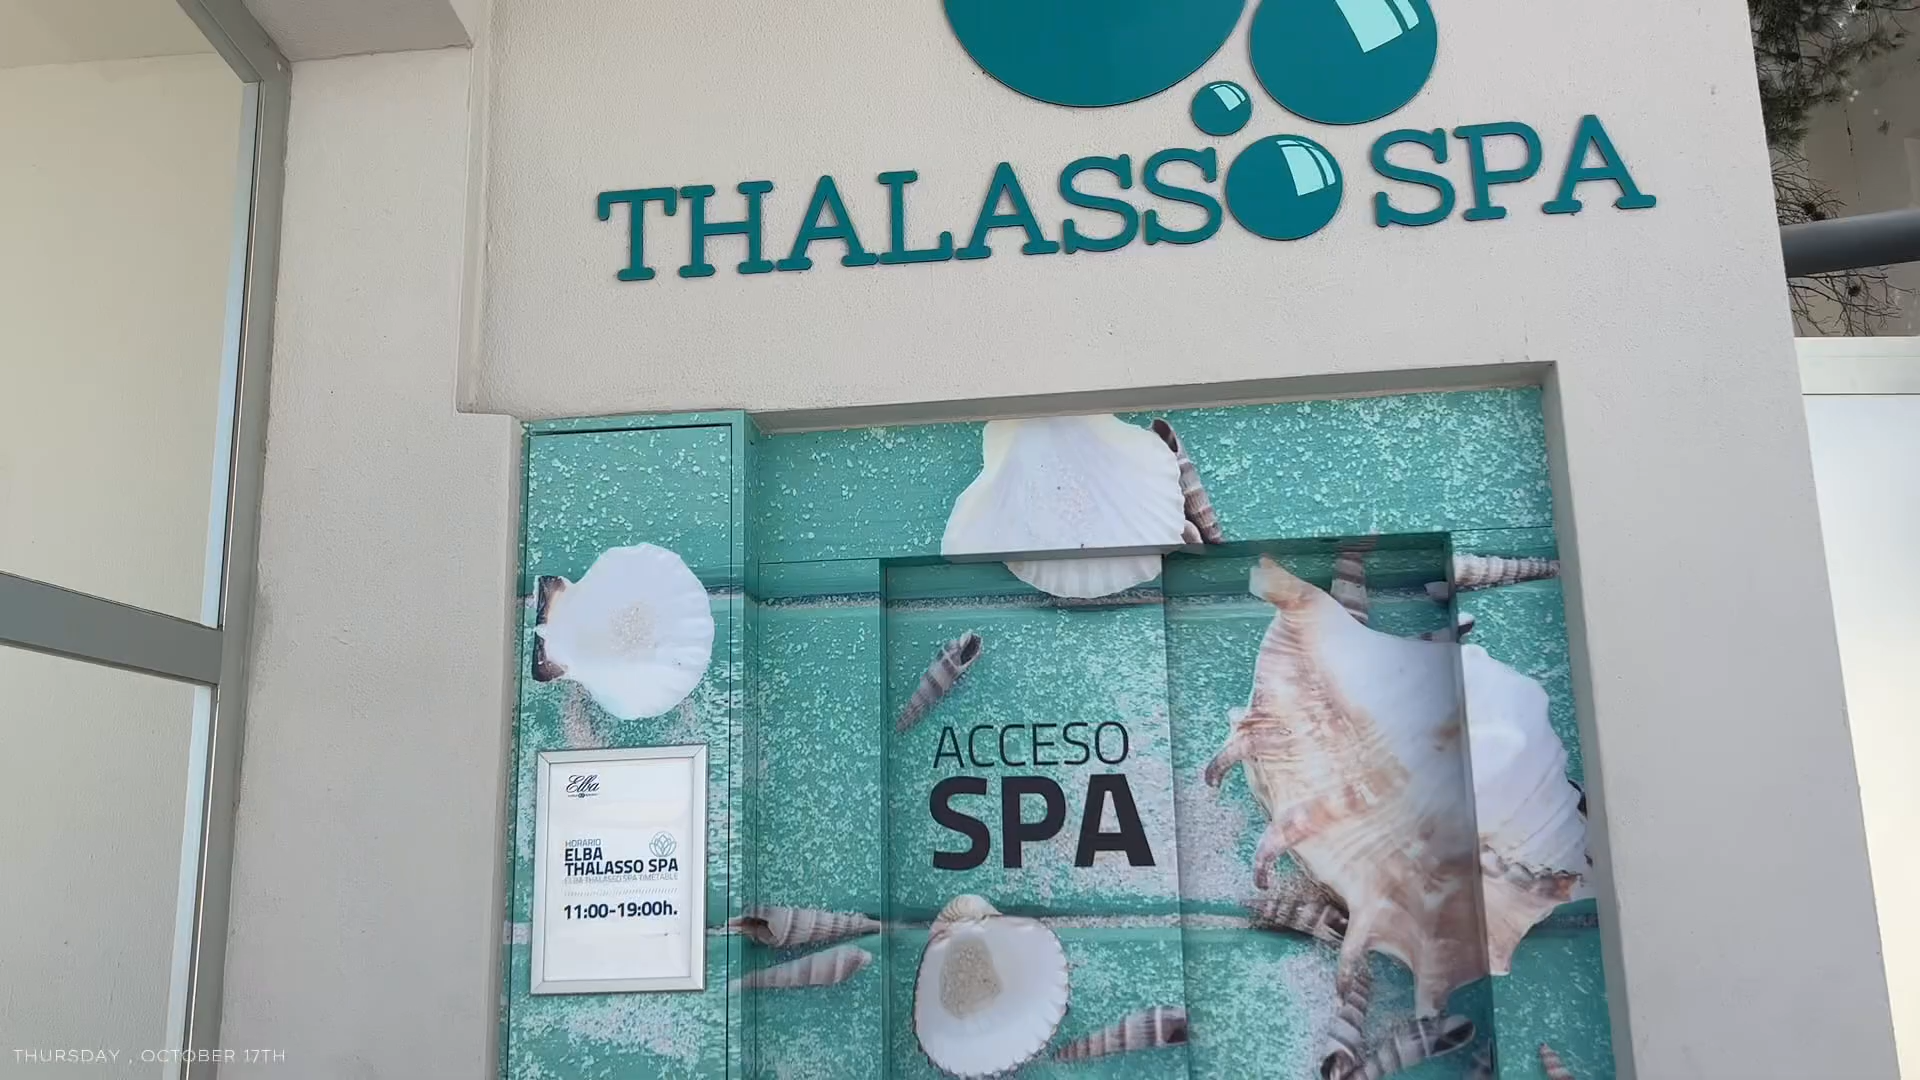 THALASSO SPA
ACCESO
SPA
Elba
HORARIO
ELBA
THALASSO SPA
ELBA THALASSO SPA TIMETABLE
11:00-19:00h.
THURSDAY , OCTOBER 17TH